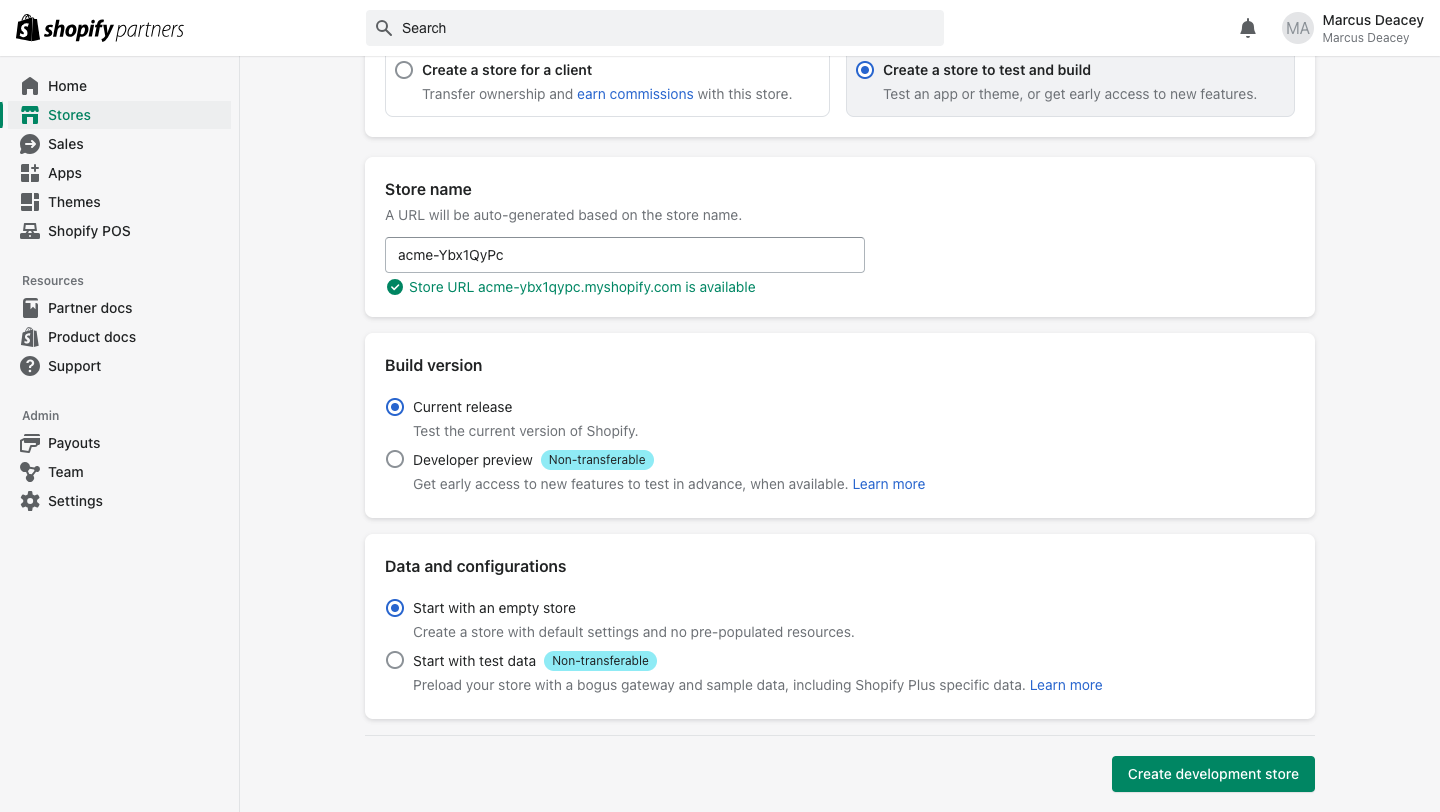 shopify partners
Search
MA
Marcus Deacey
Marcus Deacey
Home
Stores
Sales
Apps
Themes
Shopify POS
Resources
Partner docs
Product docs
Support
Admin
Payouts
Team
Settings
Create a store for a client
Transfer ownership and earn commissions with this store.
Create a store to test and build
Test an app or theme, or get early access to new features.
Store name
A URL will be auto-generated based on the store name.
acme-Ybx1QyPc
Store URL acme-ybx1qypc.myshopify.com is available
Build version
Current release
Test the current version of Shopify.
Developer preview Non-transferable
Get early access to new features to test in advance, when available. Learn more
Data and configurations
Start with an empty store
Create a store with default settings and no pre-populated resources.
Start with test data Non-transferable
Preload your store with a bogus gateway and sample data, including Shopify Plus specific data. Learn more
Create development store